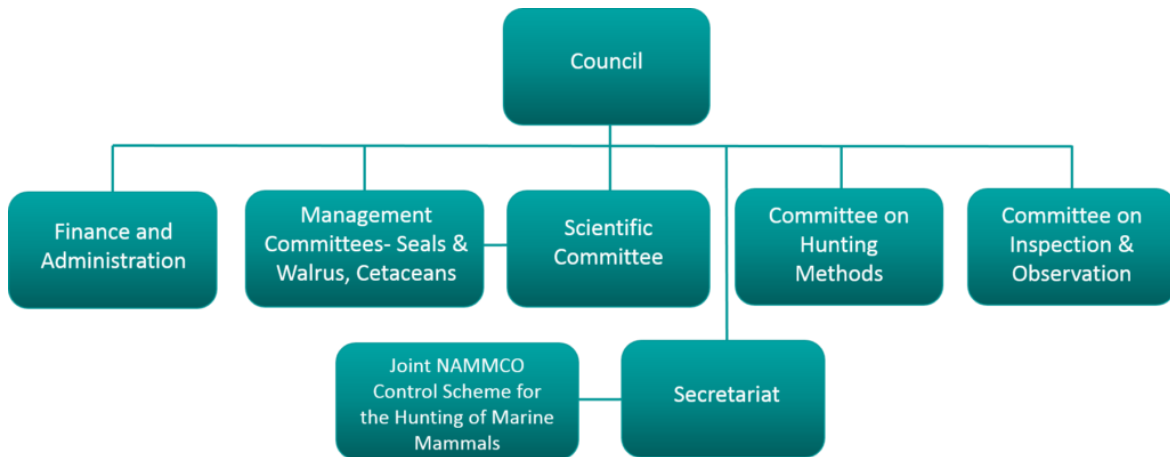 Council
Finance and
Administration
Management
Committees- Seals &
Walrus, Cetaceans
Scientific
Committee
Committee on
Hunting
Methods
Committee on
Inspection &
Observation
Joint NAMMCO
Control Scheme for
the Hunting of Marine
Mammals
Secretariat